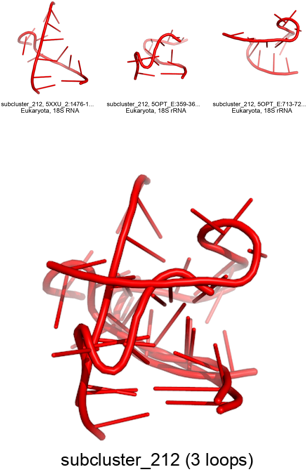 subcluster_212, 5XXU_2:1476-1...
Eukaryota, 18S RNA
subcluster_212, 5OPT_E:359-36...
Eukaryota, 18S rRNA
subcluster_212, 5OPT_E:713-72...
Eukaryota, 18S rRNA
subcluster_212 (3 loops)